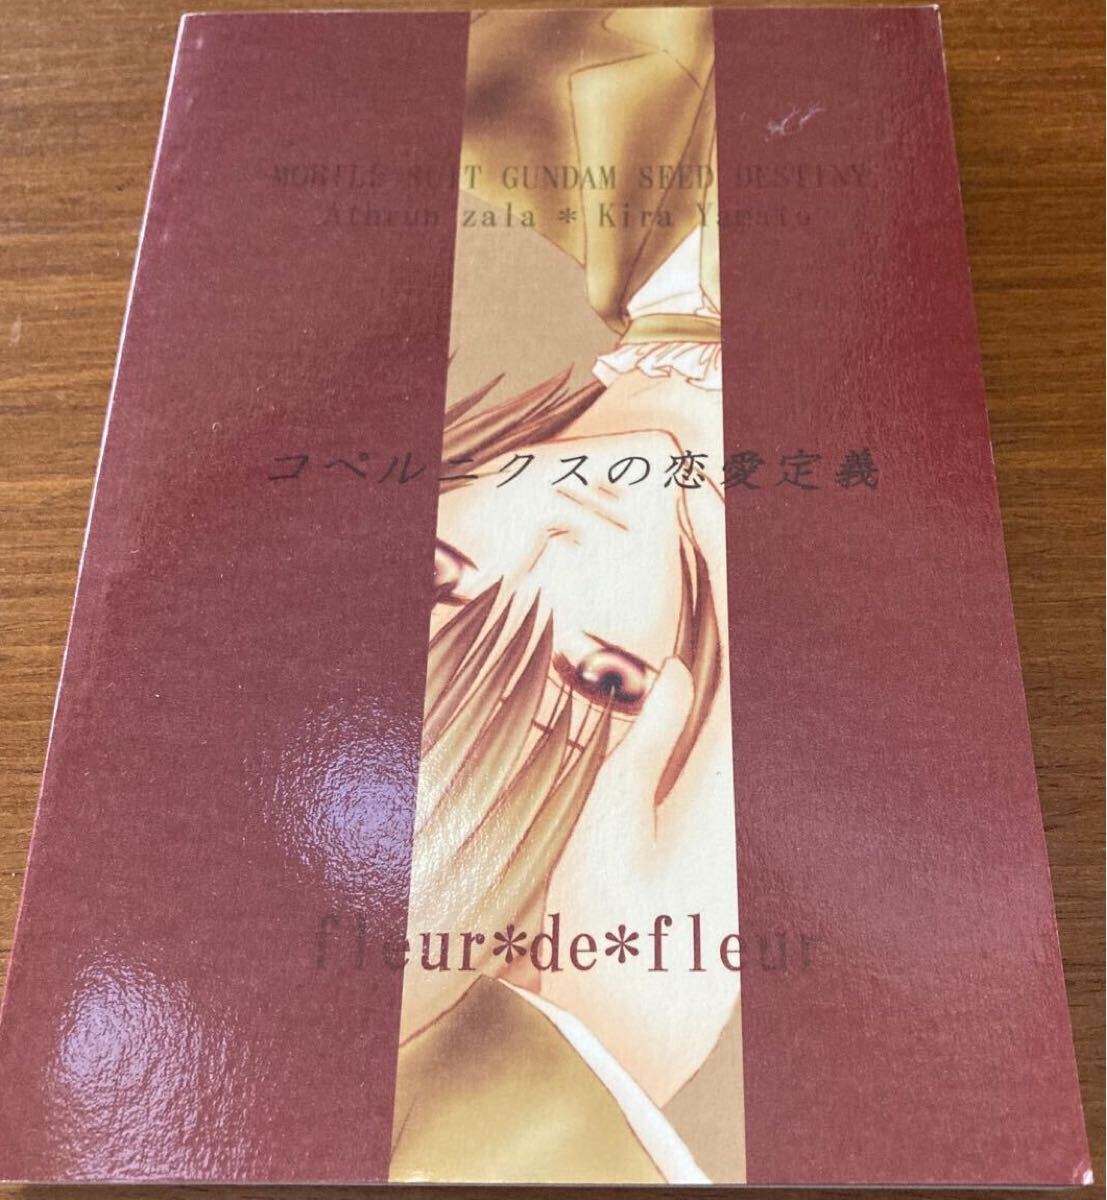 MOBILE SUIT GUNDAM SEED DESTINY
Athrun zala * Kira Yamato
コペルニクスの恋愛定義
fleur*de*fleur